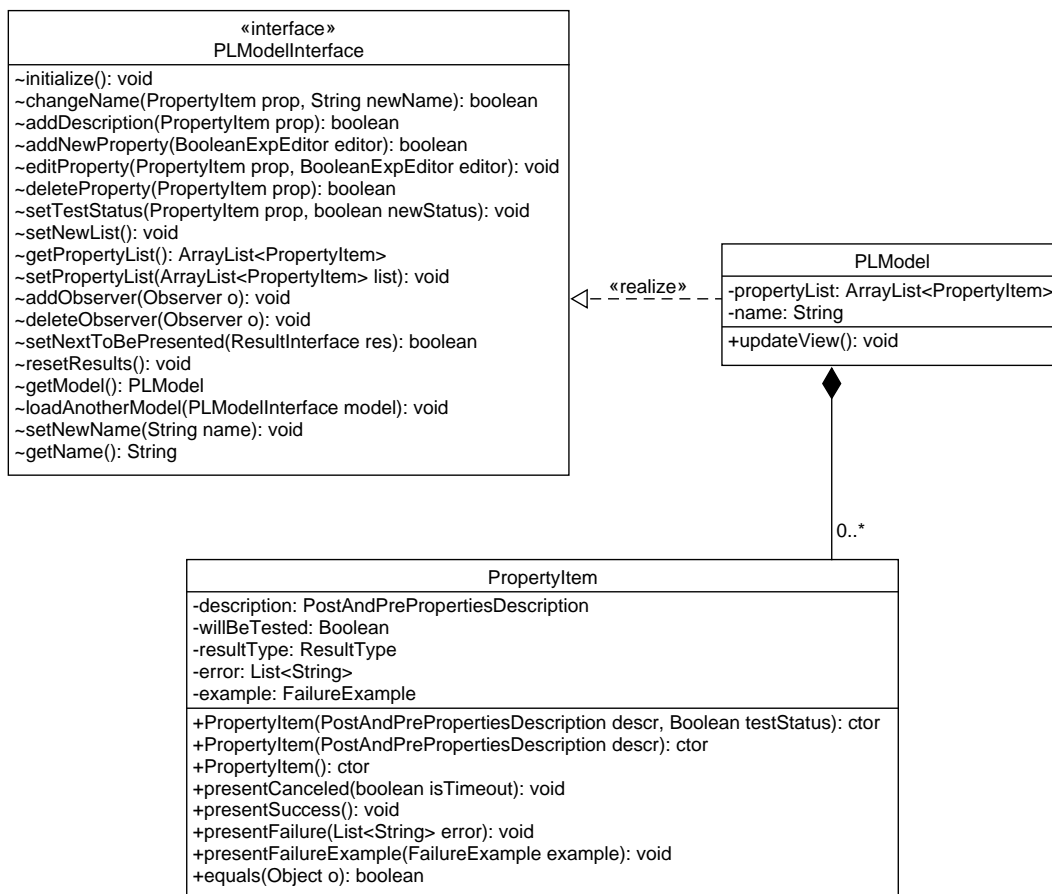 «interface»
PLModelInterface
~initialize(): void
~changeName(PropertyItem prop, String newName): boolean
~addDescription(PropertyItem prop): boolean
~addNewProperty(BooleanExpEditor editor): boolean
~editProperty(PropertyItem prop, BooleanExpEditor editor): void
~deleteProperty(PropertyItem prop): boolean
~setTestStatus(PropertyItem prop, boolean newStatus): void
~setNewList(): void
~getPropertyList(): ArrayList<PropertyItem>
~setPropertyList(ArrayList<PropertyItem> list): void
~addObserver(Observer o): void
~deleteObserver(Observer o): void
~setNextToBePresented(ResultInterface res): boolean
~resetResults(): void
~getModel(): PLModel
~loadAnotherModel(PLModelInterface model): void
~setNewName(String name): void
~getName(): String
«realize»
PLModel
-propertyList: ArrayList<PropertyItem>
-name: String
+updateView(): void
0..*
PropertyItem
-description: PostAndPrePropertiesDescription
-willBeTested: Boolean
-resultType: ResultType
-error: List<String>
-example: FailureExample
+PropertyItem(PostAndPrePropertiesDescription descr, Boolean testStatus): ctor
+PropertyItem(PostAndPrePropertiesDescription descr): ctor
+PropertyItem(): ctor
+presentCanceled(boolean isTimeout): void
+presentSuccess(): void
+presentFailure(List<String> error): void
+presentFailureExample(FailureExample example): void
+equals(Object o): boolean